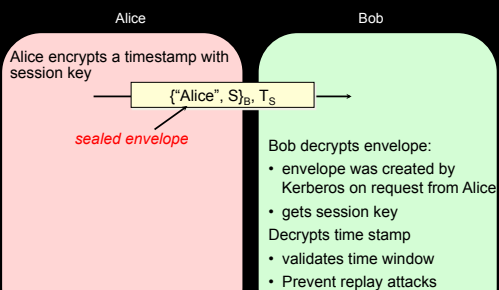 Alice
Bob
Alice encrypts a timestamp with
session key
{“Alice”, S}B, TS
sealed envelope
Bob decrypts envelope:
• envelope was created by
Kerberos on request from Alice
• gets session key
Decrypts time stamp
• validates time window
• Prevent replay attacks